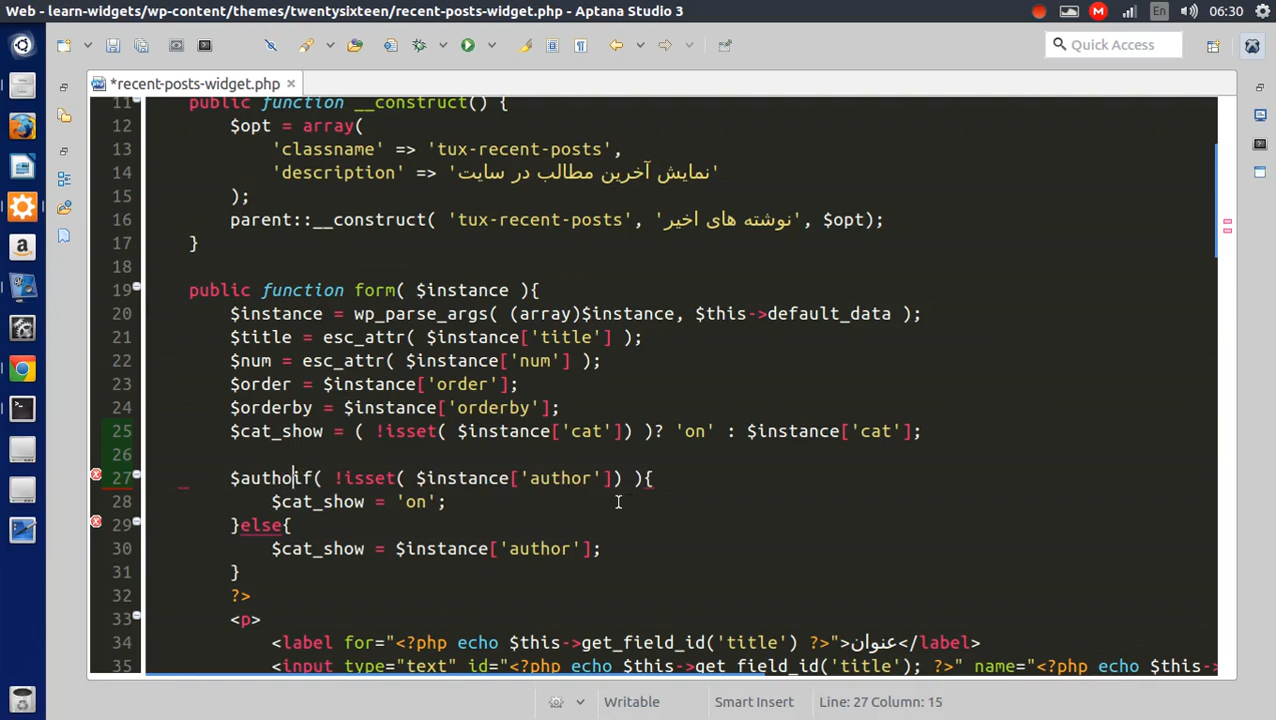 Web - learn-widgets/wp-content/themes/twentysixteen/recent-posts-widget.php - Aptana Studio 3
En
06:30
Quick Access
*recent-posts-widget.php
11 public function __construct() {
12 $opt = array(
13 'classname' => 'tux-recent-posts',
14 'description' => 'نمایش آخرین مطالب در سایت'
15 );
16 parent::__construct( 'tux-recent-posts', 'نوشته های اخیر', $opt);
17 }
18
19 public function form( $instance ){
20 $instance = wp_parse_args( (array)$instance, $this->default_data );
21 $title = esc_attr( $instance['title'] );
22 $num = esc_attr( $instance['num'] );
23 $order = $instance['order'];
24 $orderby = $instance['orderby'];
25 $cat_show = ( !isset( $instance['cat']) )? 'on' : $instance['cat'];
26
27 $authoif( !isset( $instance['author']) ){
28 $cat_show = 'on';
29 }else{
30 $cat_show = $instance['author'];
31 }
32 ?>
33 <p>
34 <label for="<?php echo $this->get_field_id('title') ?>">عنوان</label>
35 <input type="text" id="<?php echo $this->get_field_id('title'); ?>" name="<?php echo $this->
Writable
Smart Insert
Line: 27 Column: 15